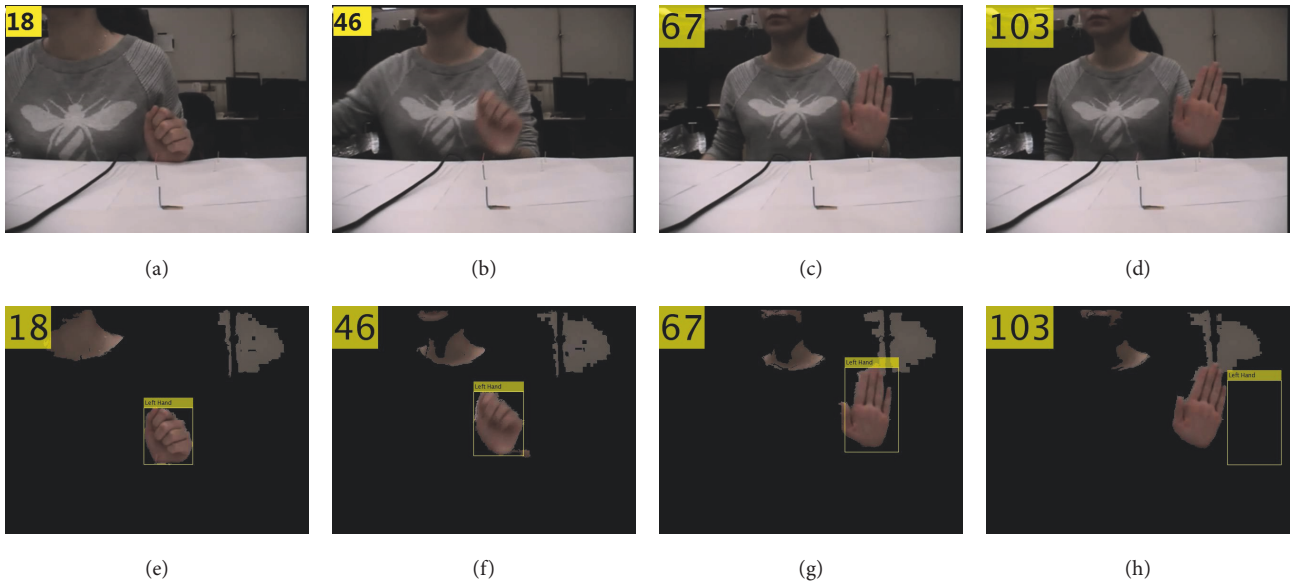 18 46 67 103
(a) (b) (c) (d)
18 46 67 103
Left Hand
Left Hand
Left Hand
Left Hand
(e) (f) (g) (h)